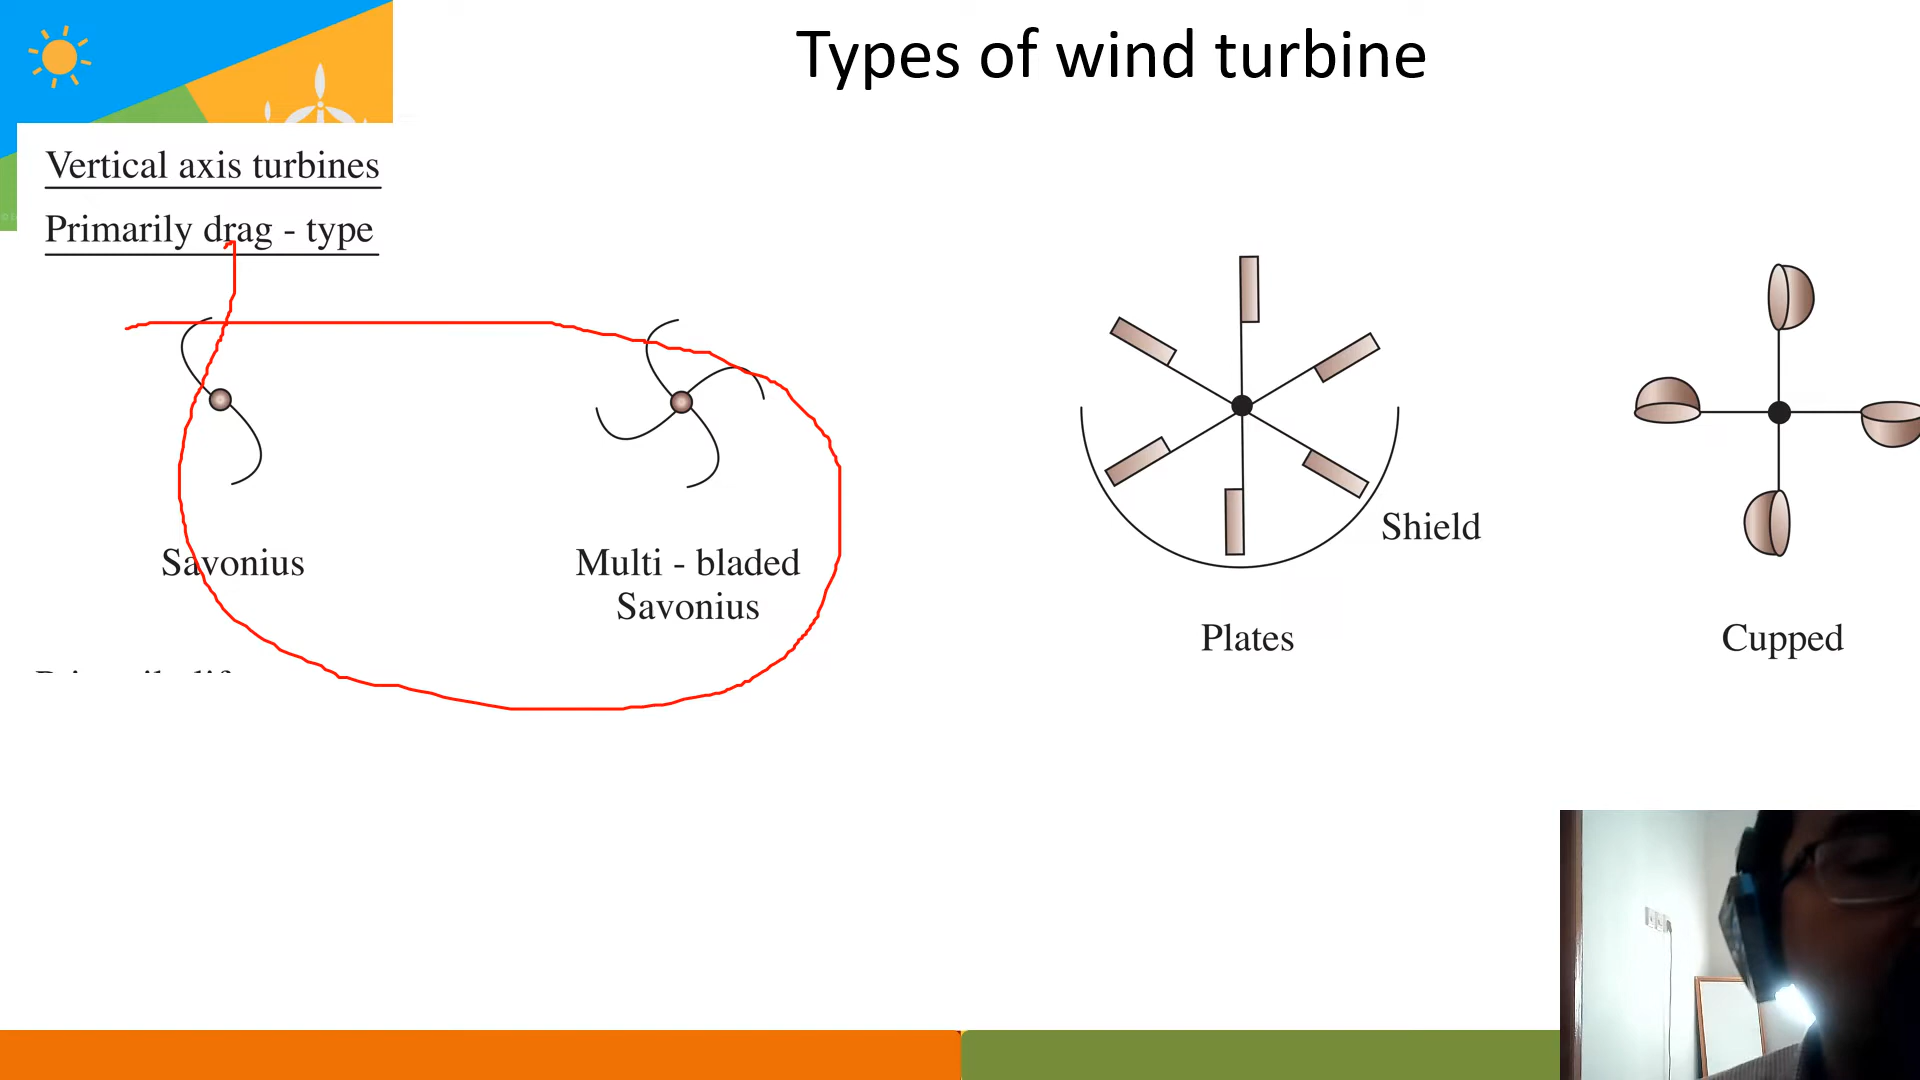 Types of wind turbine
Vertical axis turbines
Primarily drag - type
Savonius
Multi - bladed
Savonius
Shield
Plates
Cupped